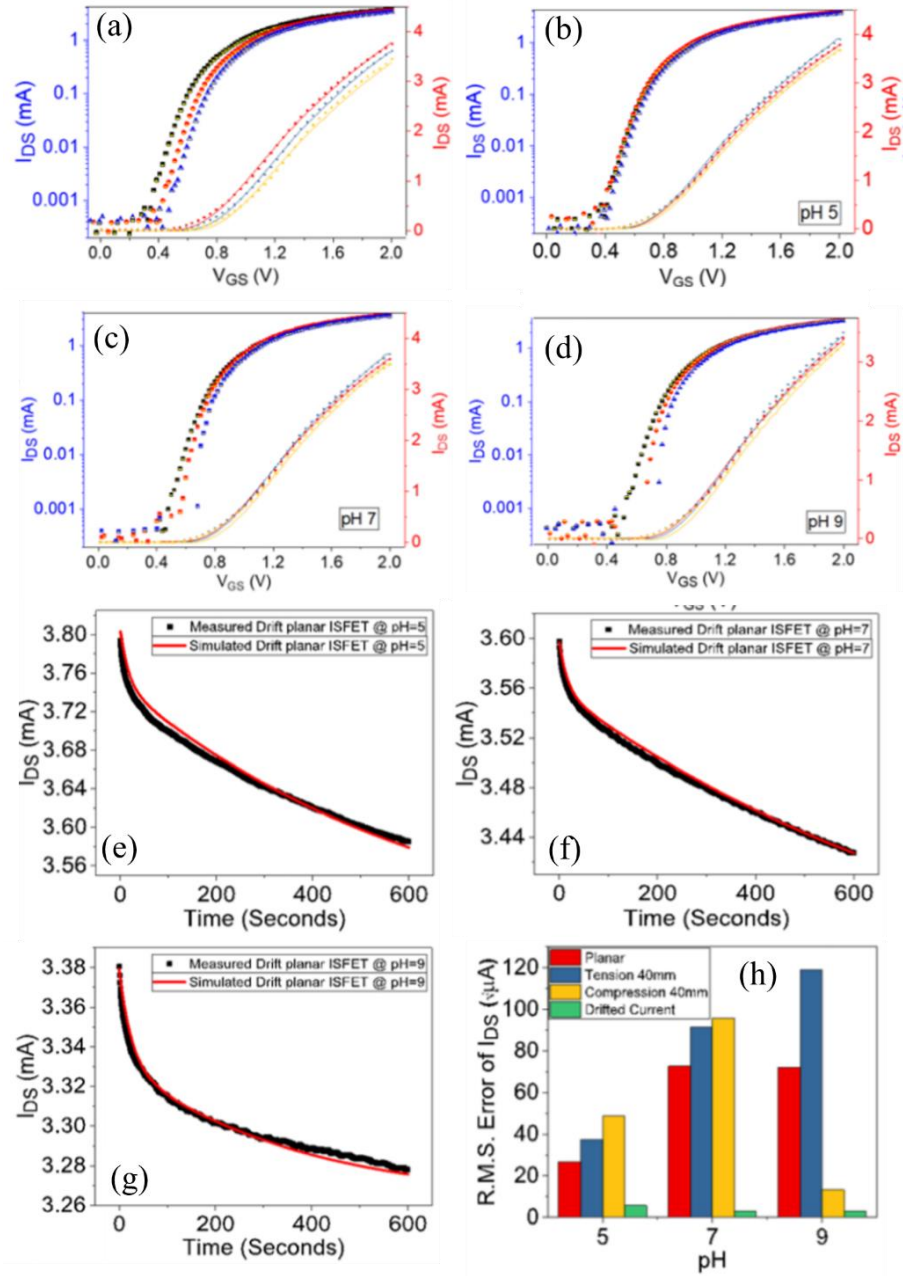 (a)
I_DS (mA)
1
0.1
0.01
0.001
4
3
2
1
0
I_DS (mA)
0.0 0.4 0.8 1.2 1.6 2.0
V_GS (V)
(b)
I_DS (mA)
1
0.1
0.01
0.001
5
4
3
2
1
0
I_DS (mA)
pH 5
0.0 0.4 0.8 1.2 1.6 2.0
V_GS (V)
(c)
I_DS (mA)
1
0.1
0.01
0.001
4
3
2
1
0
I_DS (mA)
pH 7
0.0 0.4 0.8 1.2 1.6 2.0
V_GS (V)
(d)
I_DS (mA)
1
0.1
0.01
0.001
3
2
1
0
I_DS (mA)
pH 9
0.0 0.4 0.8 1.2 1.6 2.0
V_GS (V)
Measured Drift planar ISFET @ pH=5
Simulated Drift planar ISFET @ pH=5
I_DS (mA)
3.80
3.76
3.72
3.68
3.64
3.60
3.56
(e)
0 200 400 600
Time (Seconds)
Measured Drift planar ISFET @ pH=7
Simulated Drift planar ISFET @ pH=7
I_DS (mA)
3.60
3.56
3.52
3.48
3.44
(f)
0 200 400 600
Time (Seconds)
Measured Drift planar ISFET @ pH=9
Simulated Drift planar ISFET @ pH=9
I_DS (mA)
3.38
3.36
3.34
3.32
3.30
3.28
3.26
(g)
0 200 400 600
Time (Seconds)
Planar
Tension 40mm
Compression 40mm
Drifted Current
(h)
R.M.S. Error of I_DS (√μA)
120
100
80
60
40
20
0
5 7 9
pH